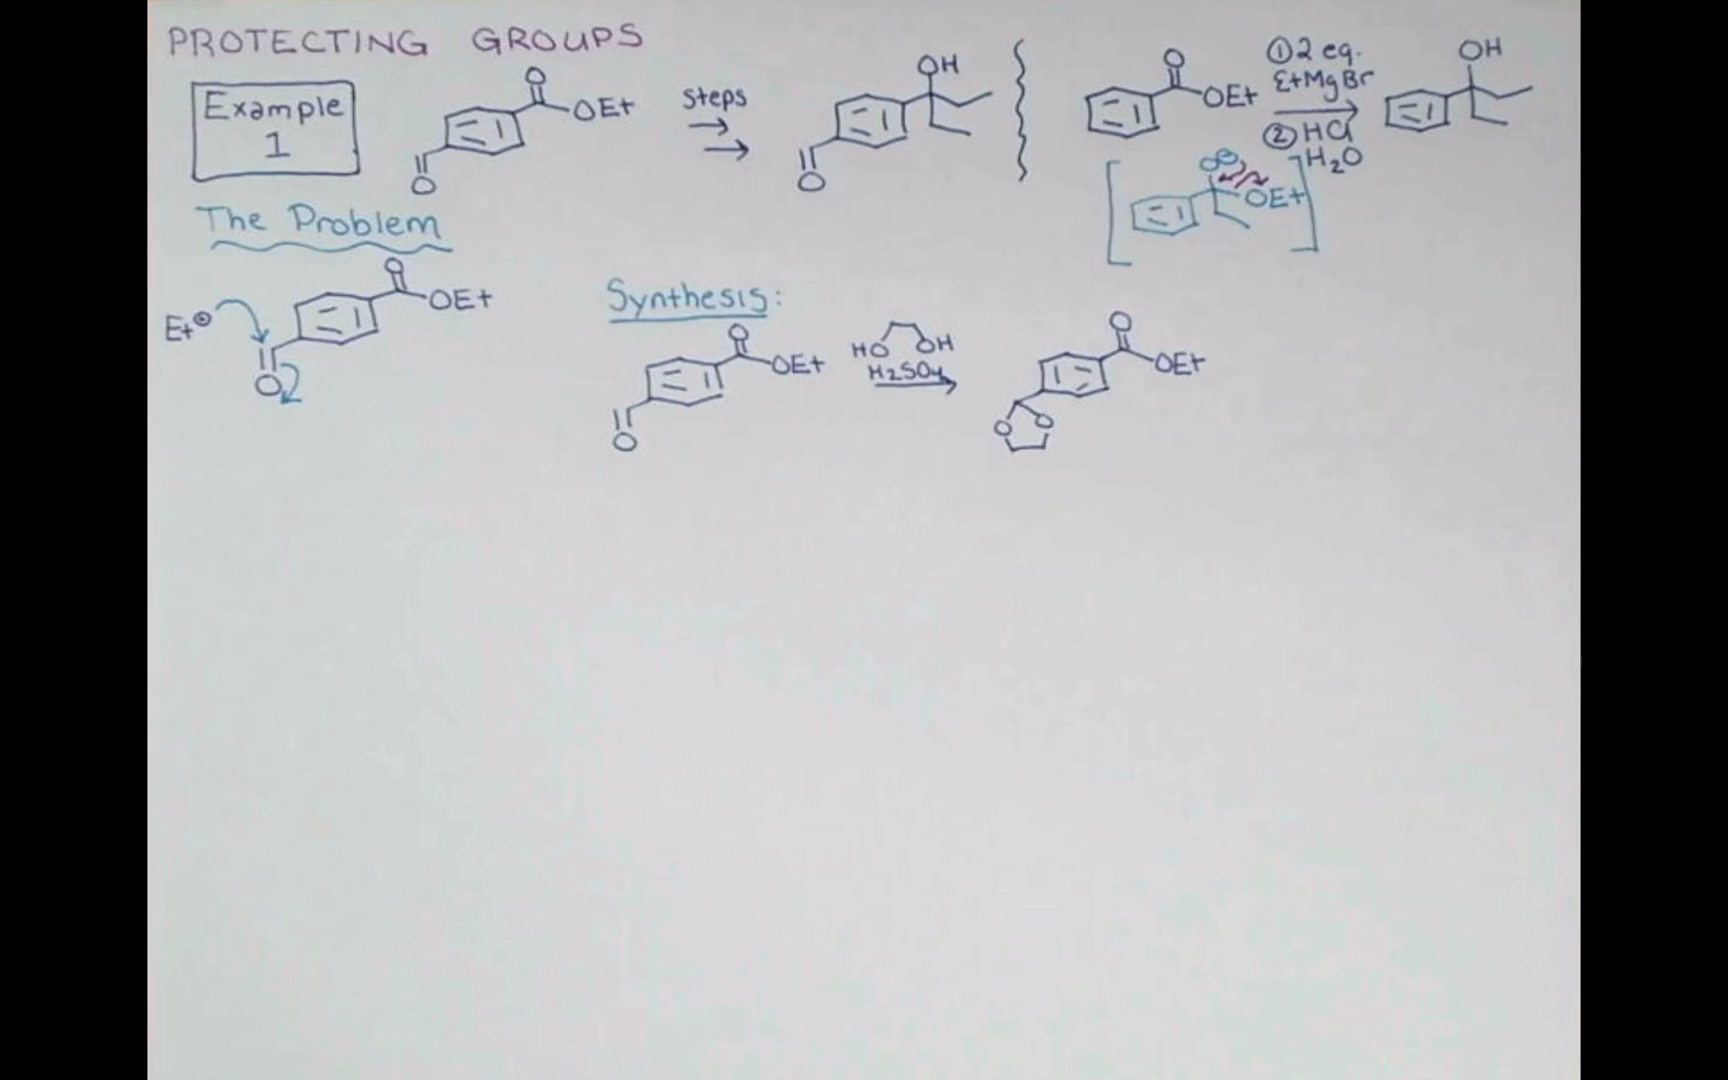 PROTECTING GROUPS
Example
1
O
OEt
O
steps
OH
O
O
OEt
① 2 eq.
EtMgBr
② HCl
H₂O
OH
O⊖
OEt
The Problem
Et⊖
O
OEt
O
Synthesis:
O
OEt
O
HO OH
H₂SO₄
O
OEt
O O